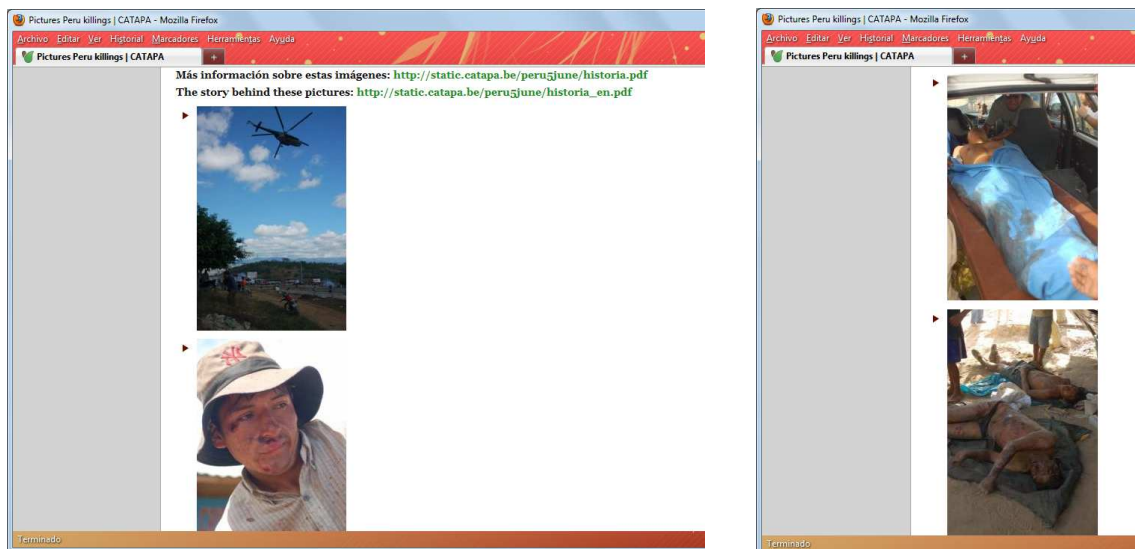 Pictures Peru killings | CATAPA - Mozilla Firefox
Archivo Editar Ver Historial Marcadores Herramientas Ayuda
Pictures Peru killings | CATAPA +
Más información sobre estas imágenes: http://static.catapa.be/peru5june/historia.pdf
The story behind these pictures: http://static.catapa.be/peru5june/historia_en.pdf
Terminado
Pictures Peru killings | CATAPA - Mozilla Firefox
Archivo Editar Ver Historial Marcadores Herramientas Ayuda
Pictures Peru killings | CATAPA +
Terminado